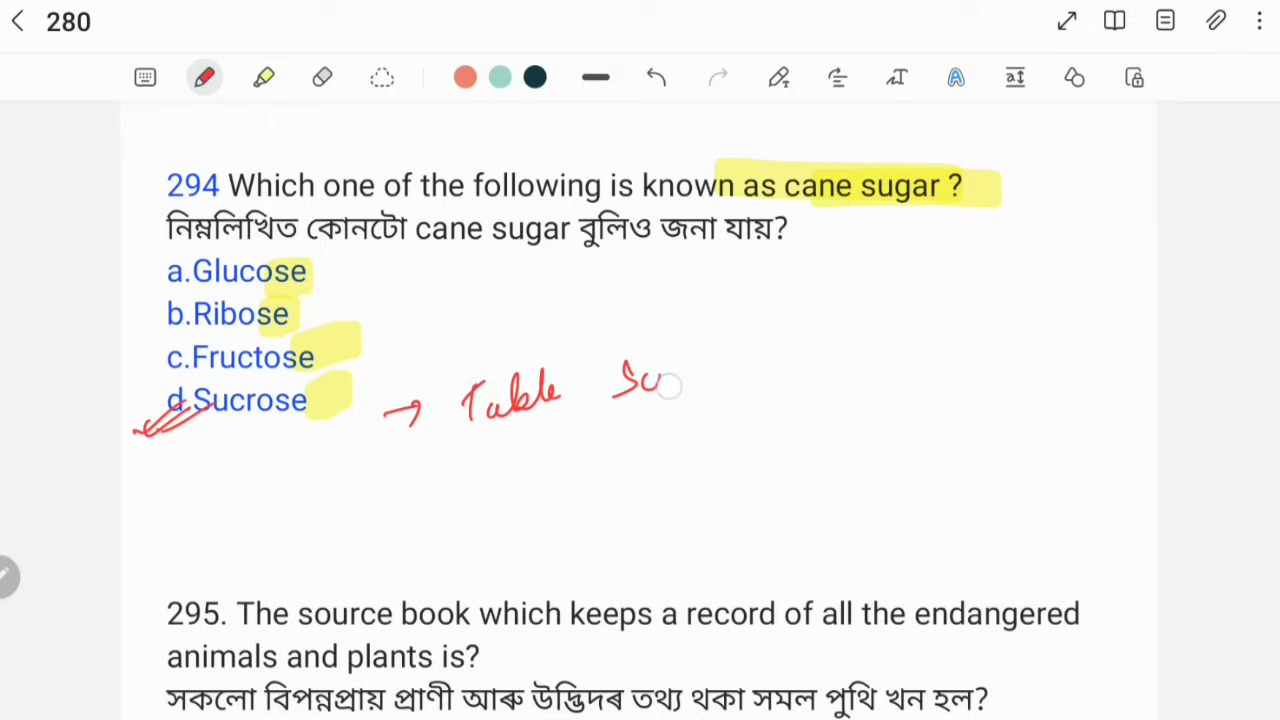 280
294 Which one of the following is known as cane sugar ?
নিম্নলিখিত কোনটো cane sugar বুলিও জনা যায়?
a.Glucose
b.Ribose
c.Fructose
d.Sucrose
→ Table Su
295. The source book which keeps a record of all the endangered
animals and plants is?
সকলো বিপন্নপ্ৰায় প্ৰাণী আৰু উদ্ভিদৰ তথ্য থকা সমল পুথি খন হল?